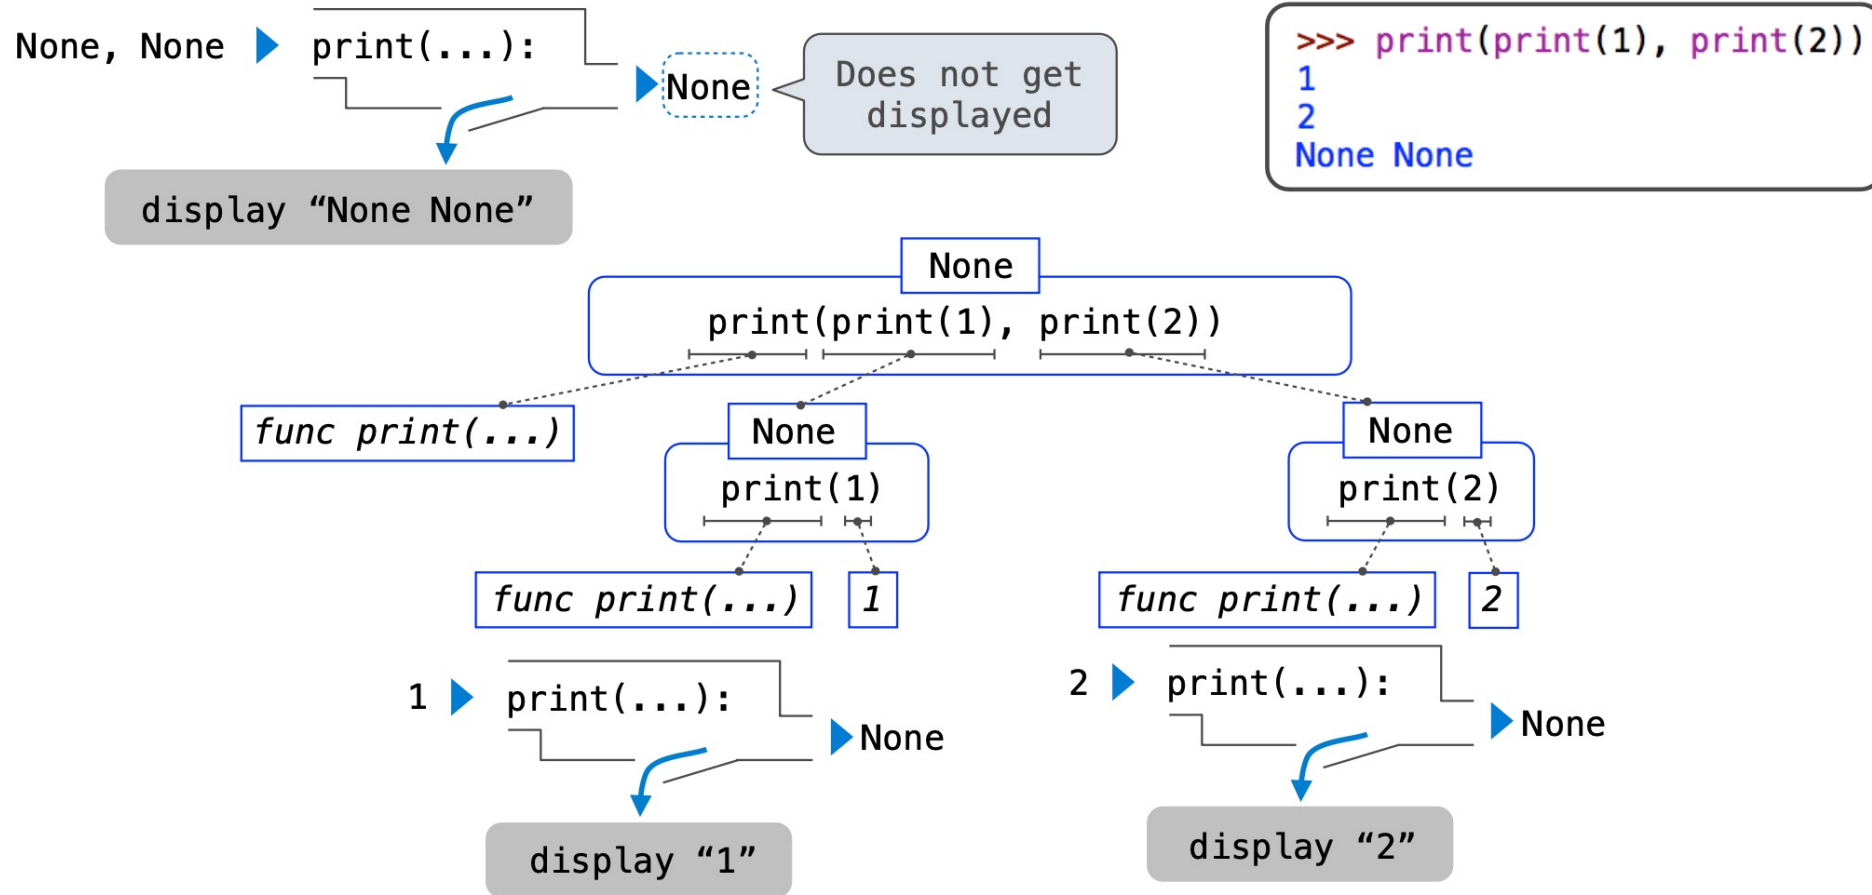 None, None
print(...):
None
Does not get
displayed
display “None None”
>>> print(print(1), print(2))
1
2
None None
None
print(print(1), print(2))
func print(...)
None
print(1)
func print(...)
1
None
print(2)
func print(...)
2
1
print(...):
None
display “1”
2
print(...):
None
display “2”